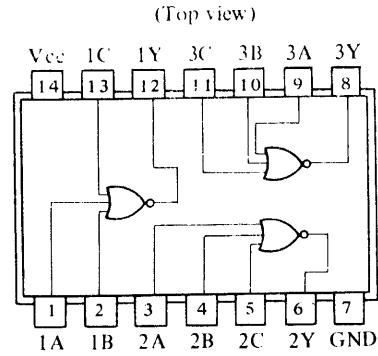 (Top view)
Vcc 1C 1Y 3C 3B 3A 3Y
14 13 12 11 10 9 8
1 2 3 4 5 6 7
1A 1B 2A 2B 2C 2Y GND